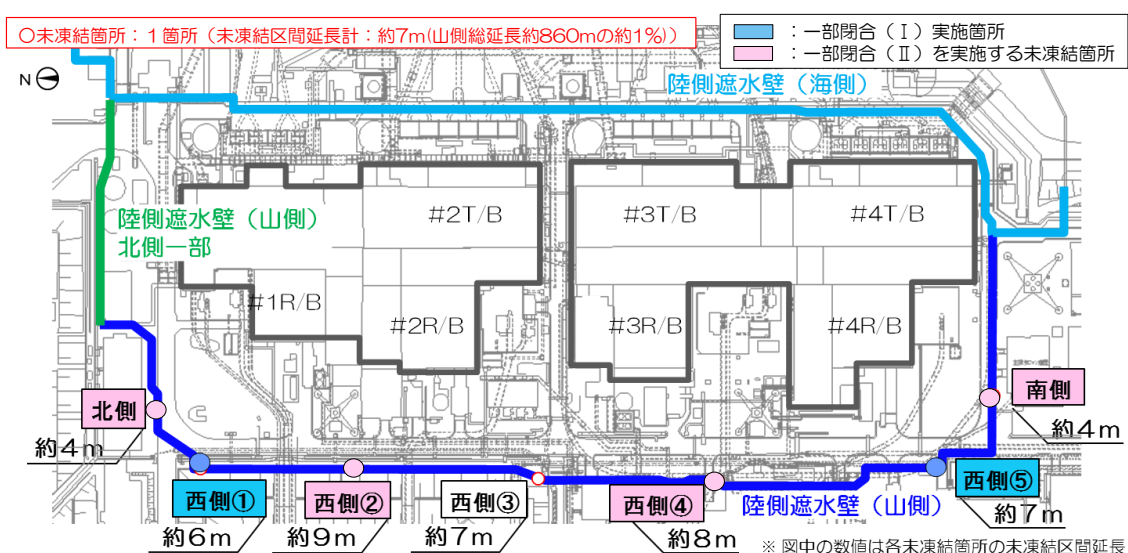 ○未凍結箇所：１箇所（未凍結区間延長計：約7m(山側総延長約860mの約1%)）
：一部閉合（Ⅰ）実施箇所
：一部閉合（Ⅱ）を実施する未凍結箇所
N
陸側遮水壁（海側）
陸側遮水壁（山側）
北側一部
#2T/B
#3T/B
#4T/B
#1R/B
#2R/B
#3R/B
#4R/B
北側
約4m
南側
約4m
西側①
約6m
西側②
約9m
西側③
約7m
西側④
約8m
陸側遮水壁（山側）
西側⑤
約7m
※ 図中の数値は各未凍結箇所の未凍結区間延長